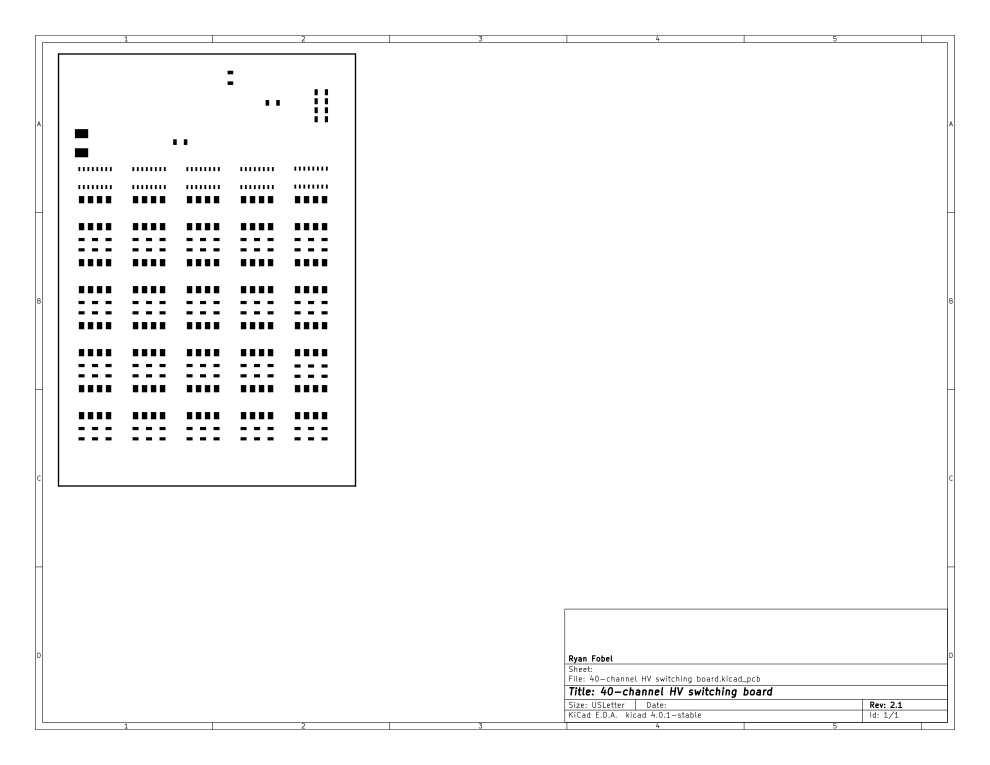 1 2 3 4 5
A A
B B
C C
D D
Ryan Fobel
Sheet:
File: 40-channel HV switching board.kicad_pcb
Title: 40-channel HV switching board
Size: USLetter Date: Rev: 2.1
KiCad E.D.A. kicad 4.0.1-stable Id: 1/1
1 2 3 4 5